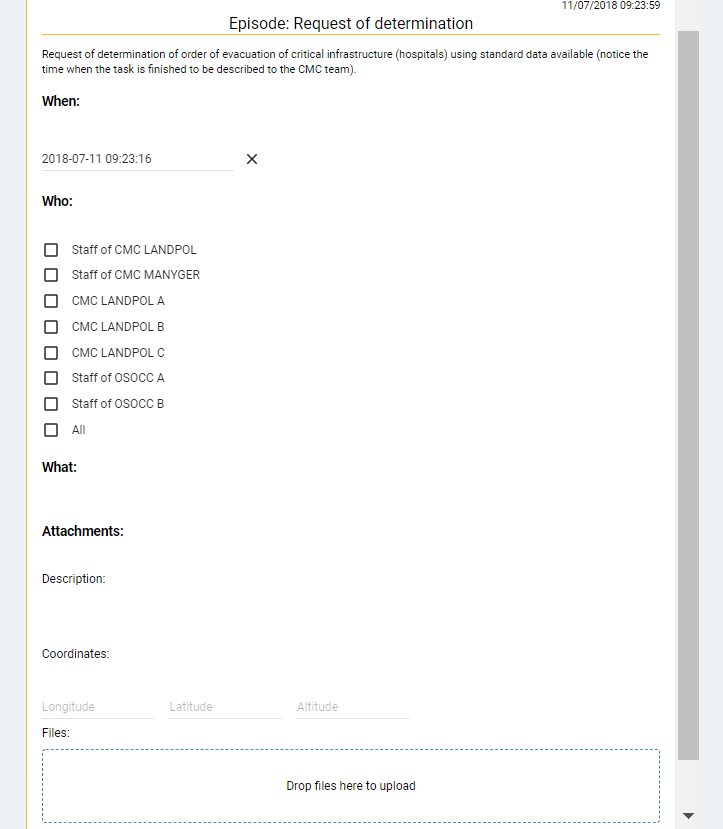 11/07/2018 09:23:59
Episode: Request of determination
Request of determination of order of evacuation of critical infrastructure (hospitals) using standard data available (notice the
time when the task is finished to be described to the CMC team).
When:
2018-07-11 09:23:16
Who:
Staff of CMC LANDPOL
Staff of CMC MANYGER
CMC LANDPOL A
CMC LANDPOL B
CMC LANDPOL C
Staff of OSOCC A
Staff of OSOCC B
All
What:
Attachments:
Description:
Coordinates:
Longitude Latitude Altitude
Files:
Drop files here to upload